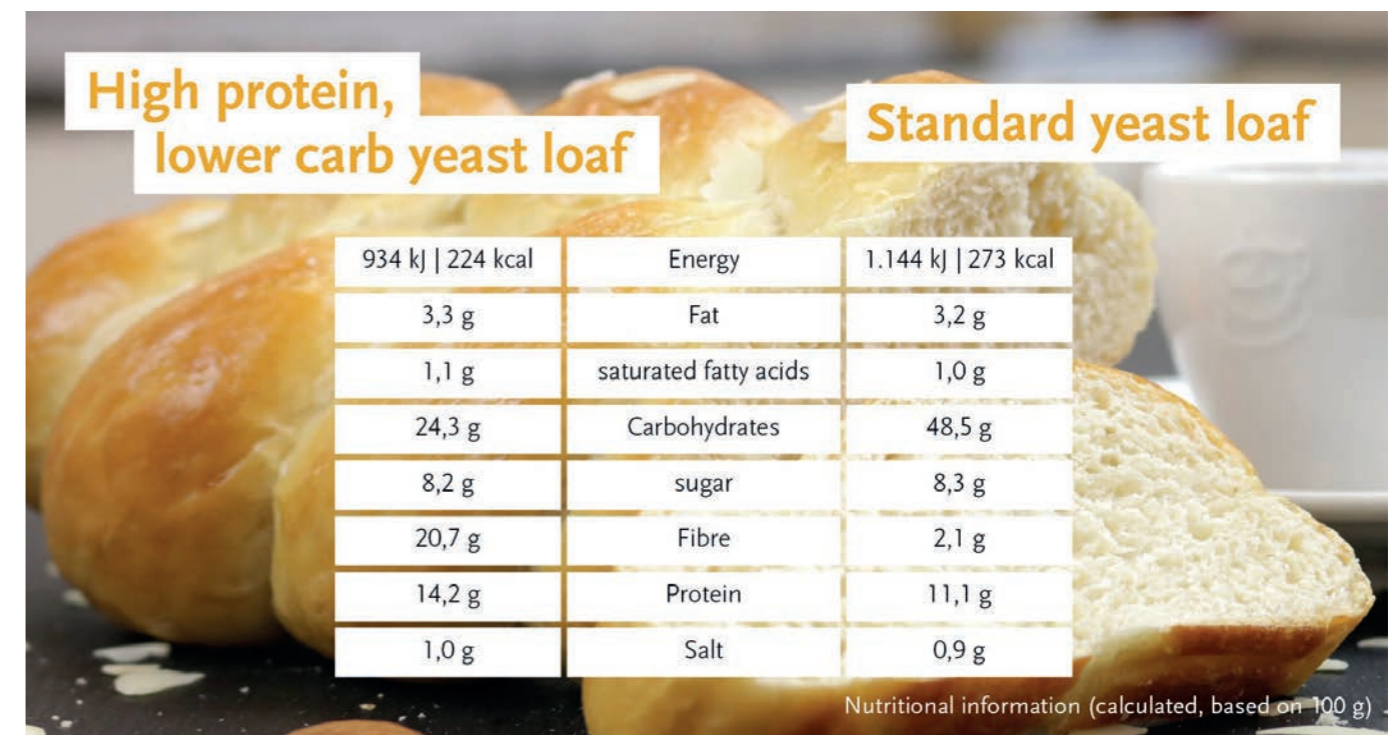 High protein,
lower carb yeast loaf
Standard yeast loaf
934 kJ | 224 kcal Energy 1.144 kJ | 273 kcal
3,3 g Fat 3,2 g
1,1 g saturated fatty acids 1,0 g
24,3 g Carbohydrates 48,5 g
8,2 g sugar 8,3 g
20,7 g Fibre 2,1 g
14,2 g Protein 11,1 g
1,0 g Salt 0,9 g
Nutritional information (calculated, based on 100 g)